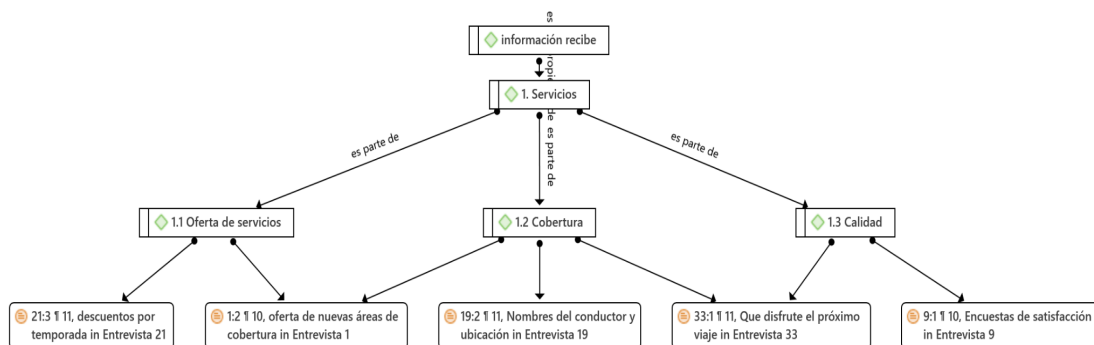 es
información recibe
1. Servicios
es parte de
es parte de
es parte de
1.1 Oferta de servicios
1.2 Cobertura
1.3 Calidad
21:3 ¶ 11, descuentos por
temporada in Entrevista 21
1:2 ¶ 10, oferta de nuevas áreas de
cobertura in Entrevista 1
19:2 ¶ 11, Nombres del conductor y
ubicación in Entrevista 19
33:1 ¶ 11, Que disfrute el próximo
viaje in Entrevista 33
9:1 ¶ 10, Encuestas de satisfacción
in Entrevista 9